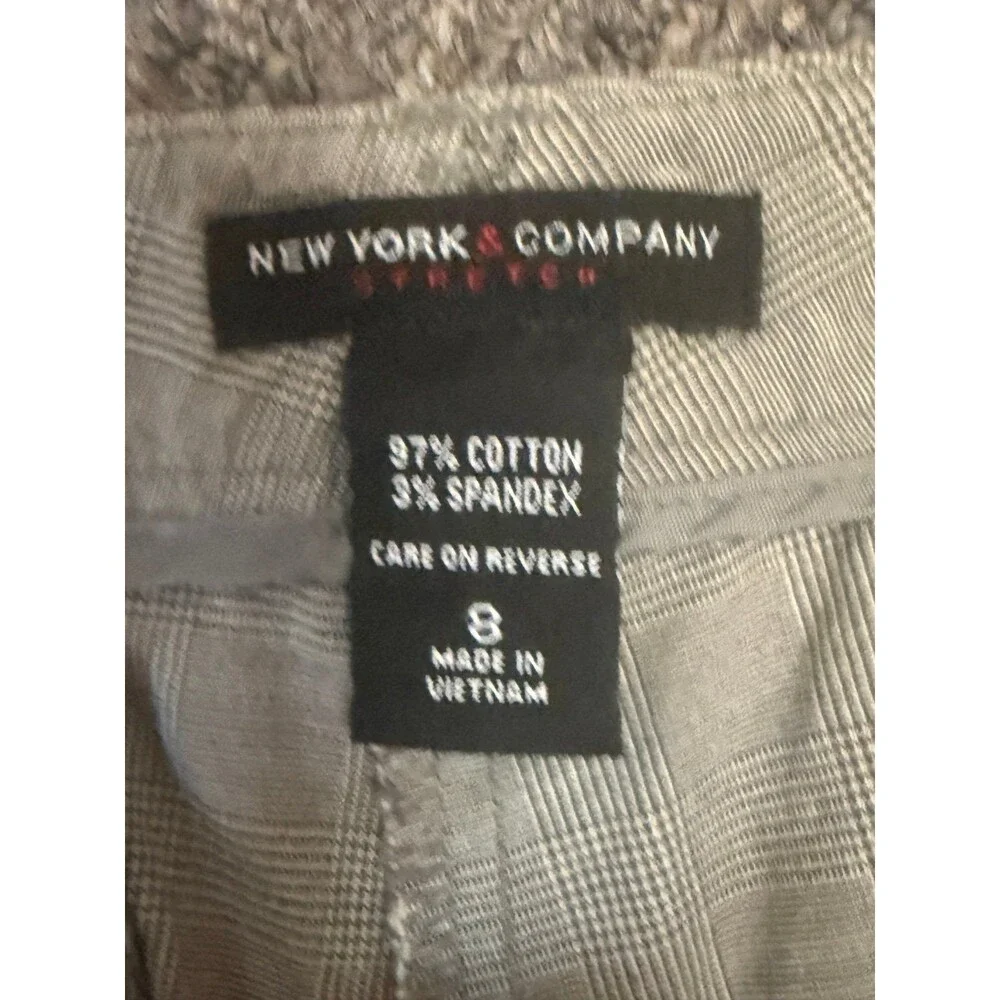 NEW YORK & COMPANY
STRETCH
97% COTTON
3% SPANDEX
CARE ON REVERSE
8
MADE IN
VIETNAM